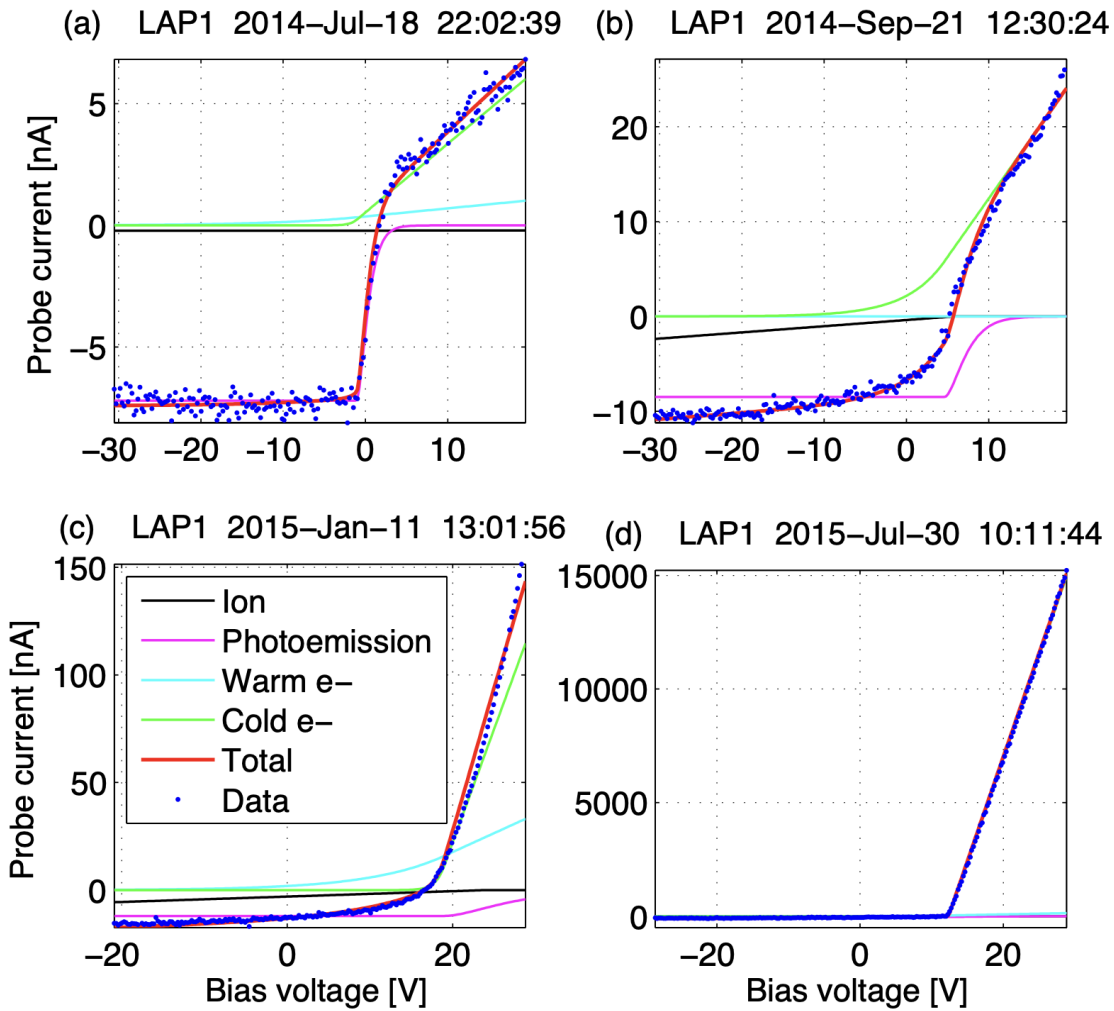 (a) LAP1 2014−Jul−18 22:02:39
(b) LAP1 2014−Sep−21 12:30:24
Probe current [nA]
5
0
−5
−30 −20 −10 0 10
20
10
0
−10
−30 −20 −10 0 10
(c) LAP1 2015−Jan−11 13:01:56
(d) LAP1 2015−Jul−30 10:11:44
Probe current [nA]
150
100
50
0
Ion
Photoemission
Warm e−
Cold e−
Total
Data
−20 0 20
Bias voltage [V]
15000
10000
5000
0
−20 0 20
Bias voltage [V]